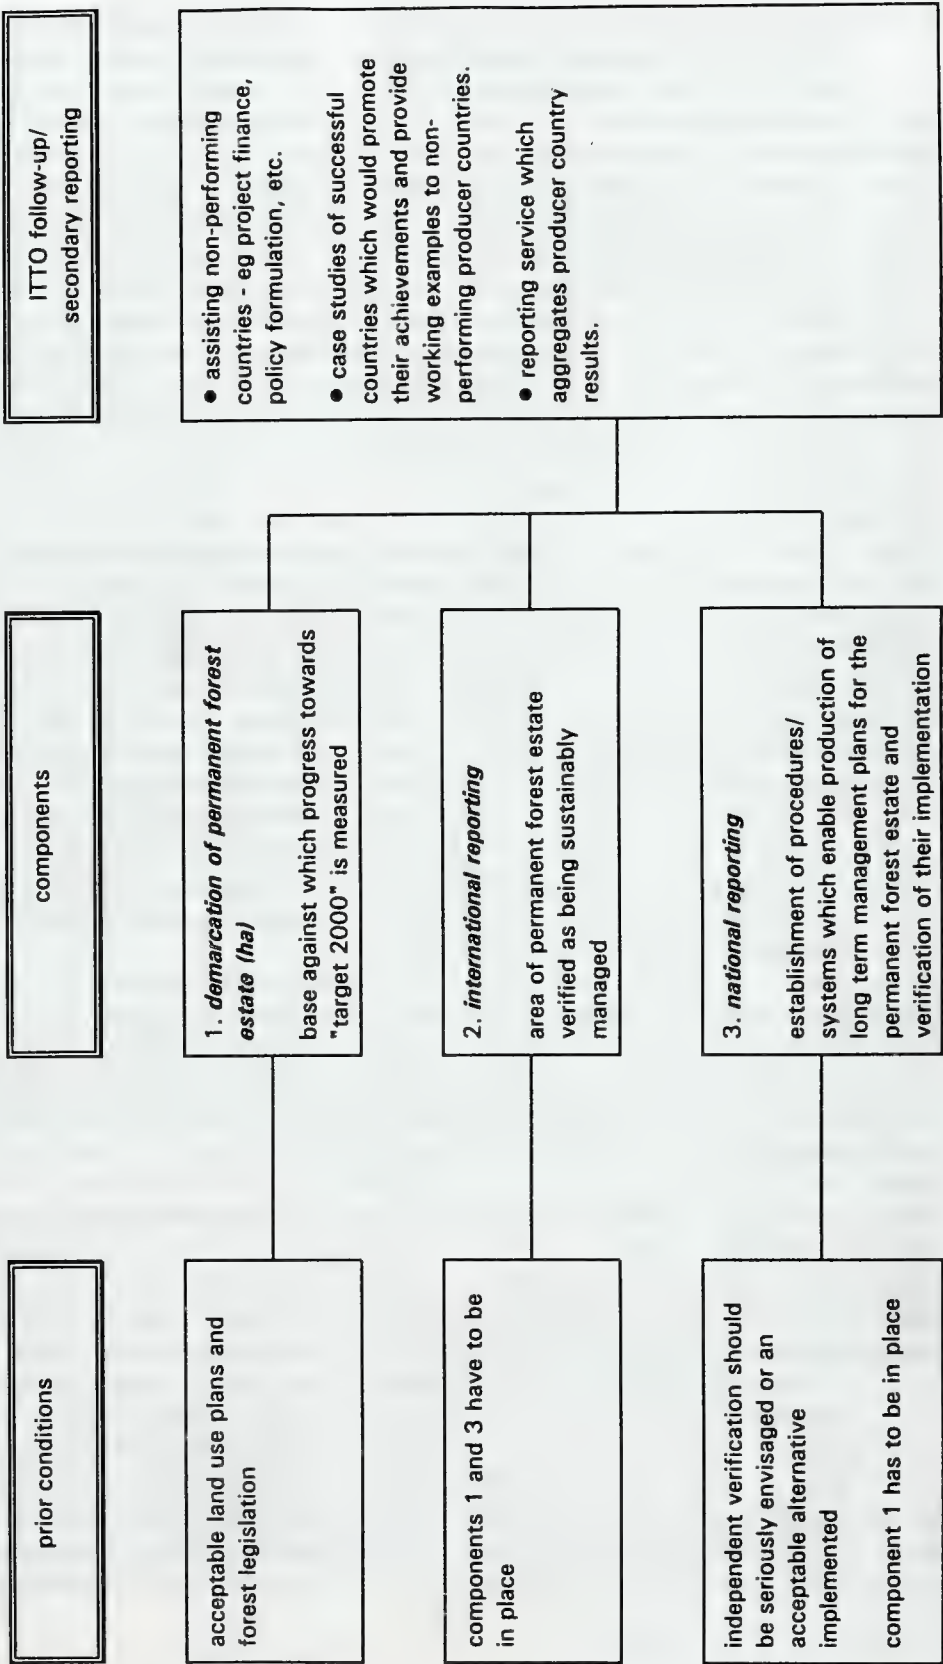 prior conditions
components
ITTO follow-up/
secondary reporting
acceptable land use plans and
forest legislation
1. demarcation of permanent forest
estate (ha)
base against which progress towards
"target 2000" is measured
components 1 and 3 have to be
in place
2. international reporting
area of permanent forest estate
verified as being sustainably
managed
independent verification should
be seriously envisaged or an
acceptable alternative
implemented
component 1 has to be in place
3. national reporting
establishment of procedures/
systems which enable production of
long term management plans for the
permanent forest estate and
verification of their implementation
● assisting non-performing
countries - eg project finance,
policy formulation, etc.
● case studies of successful
countries which would promote
their achievements and provide
working examples to non-
performing producer countries.
● reporting service which
aggregates producer country
results.